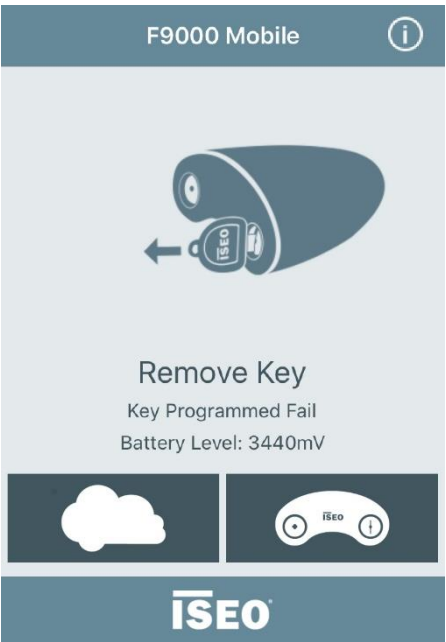 F9000 Mobile
i
ISEO
Remove Key
Key Programmed Fail
Battery Level: 3440mV
ISEO
ISEO